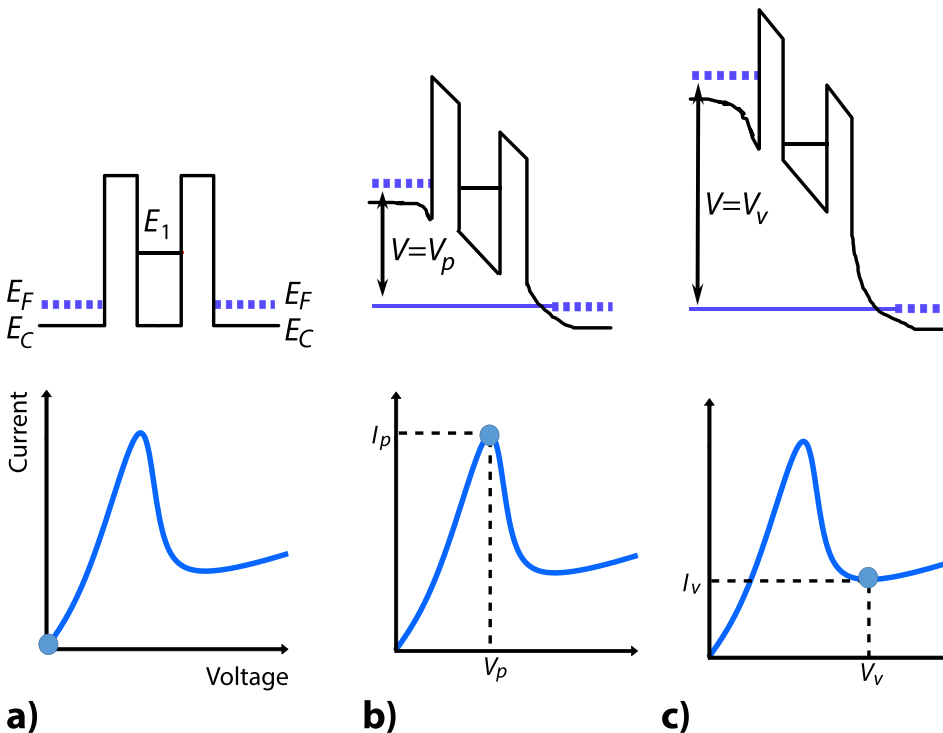 E1
EF
EC
EF
EC
V=Vp
V=Vv
Current
Voltage
Ip
Vp
Iv
Vv
a)
b)
c)